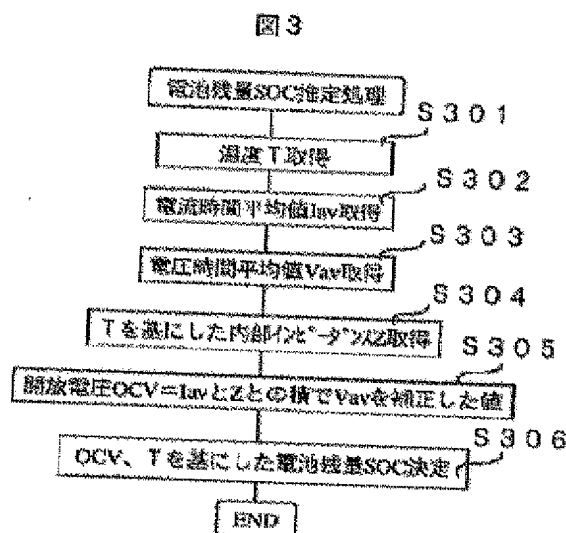 図3
電池残量SOC推定処理
S301
温度T取得
S302
電流時間平均値Iav取得
S303
電圧時間平均値Vav取得
S304
Tを基にした内部ｲﾝﾋﾟｰﾀﾞﾝｽZ取得
S305
開放電圧OCV=IavとZとの積でVavを補正した値
S306
OCV、Tを基にした電池残量SOC決定
END